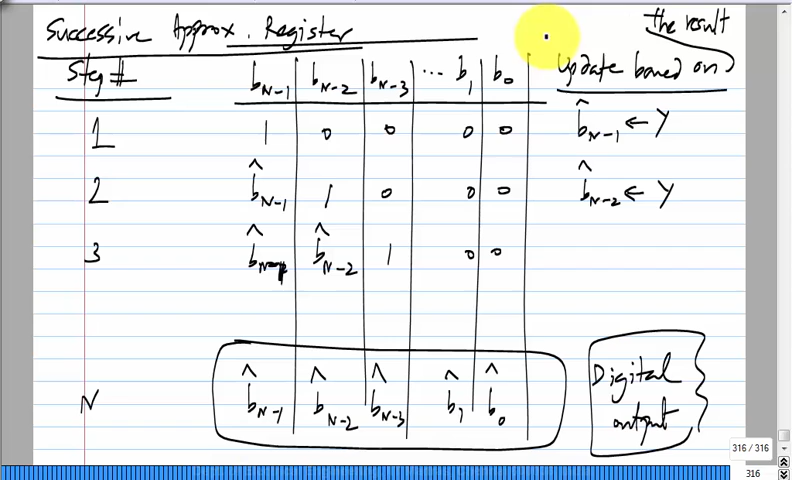 Successive Approx. Register
the result
Step # b_{N-1} b_{N-2} b_{N-3} ... b_1 b_0 Update based on
1 1 0 0 0 0 b̂_{N-1} ← Y
2 b̂_{N-1} 1 0 0 0 b̂_{N-2} ← Y
3 b̂_{N-1} b̂_{N-2} 1 0 0
N b̂_{N-1} b̂_{N-2} b̂_{N-3} b̂_1 b̂_0 Digital
output
316 / 316
316